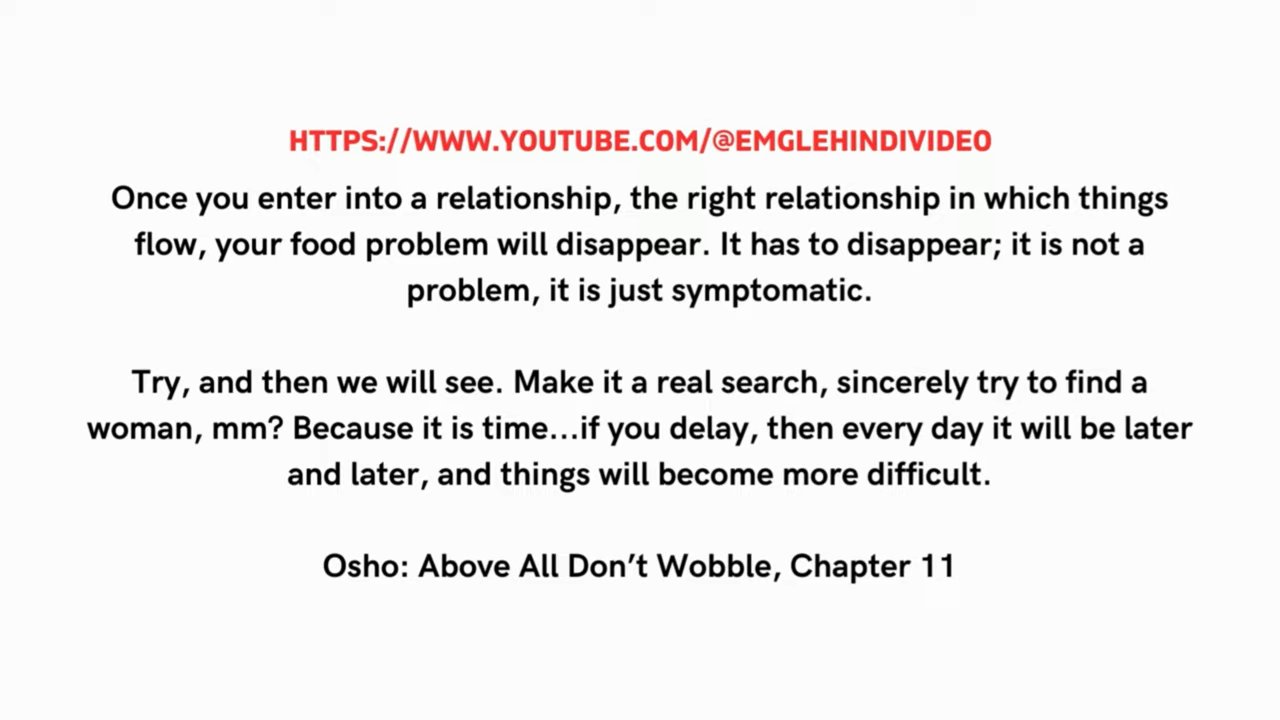 HTTPS://WWW.YOUTUBE.COM/@EMGLEHINDIVIDEO
Once you enter into a relationship, the right relationship in which things
flow, your food problem will disappear. It has to disappear; it is not a
problem, it is just symptomatic.
Try, and then we will see. Make it a real search, sincerely try to find a
woman, mm? Because it is time...if you delay, then every day it will be later
and later, and things will become more difficult.
Osho: Above All Don’t Wobble, Chapter 11